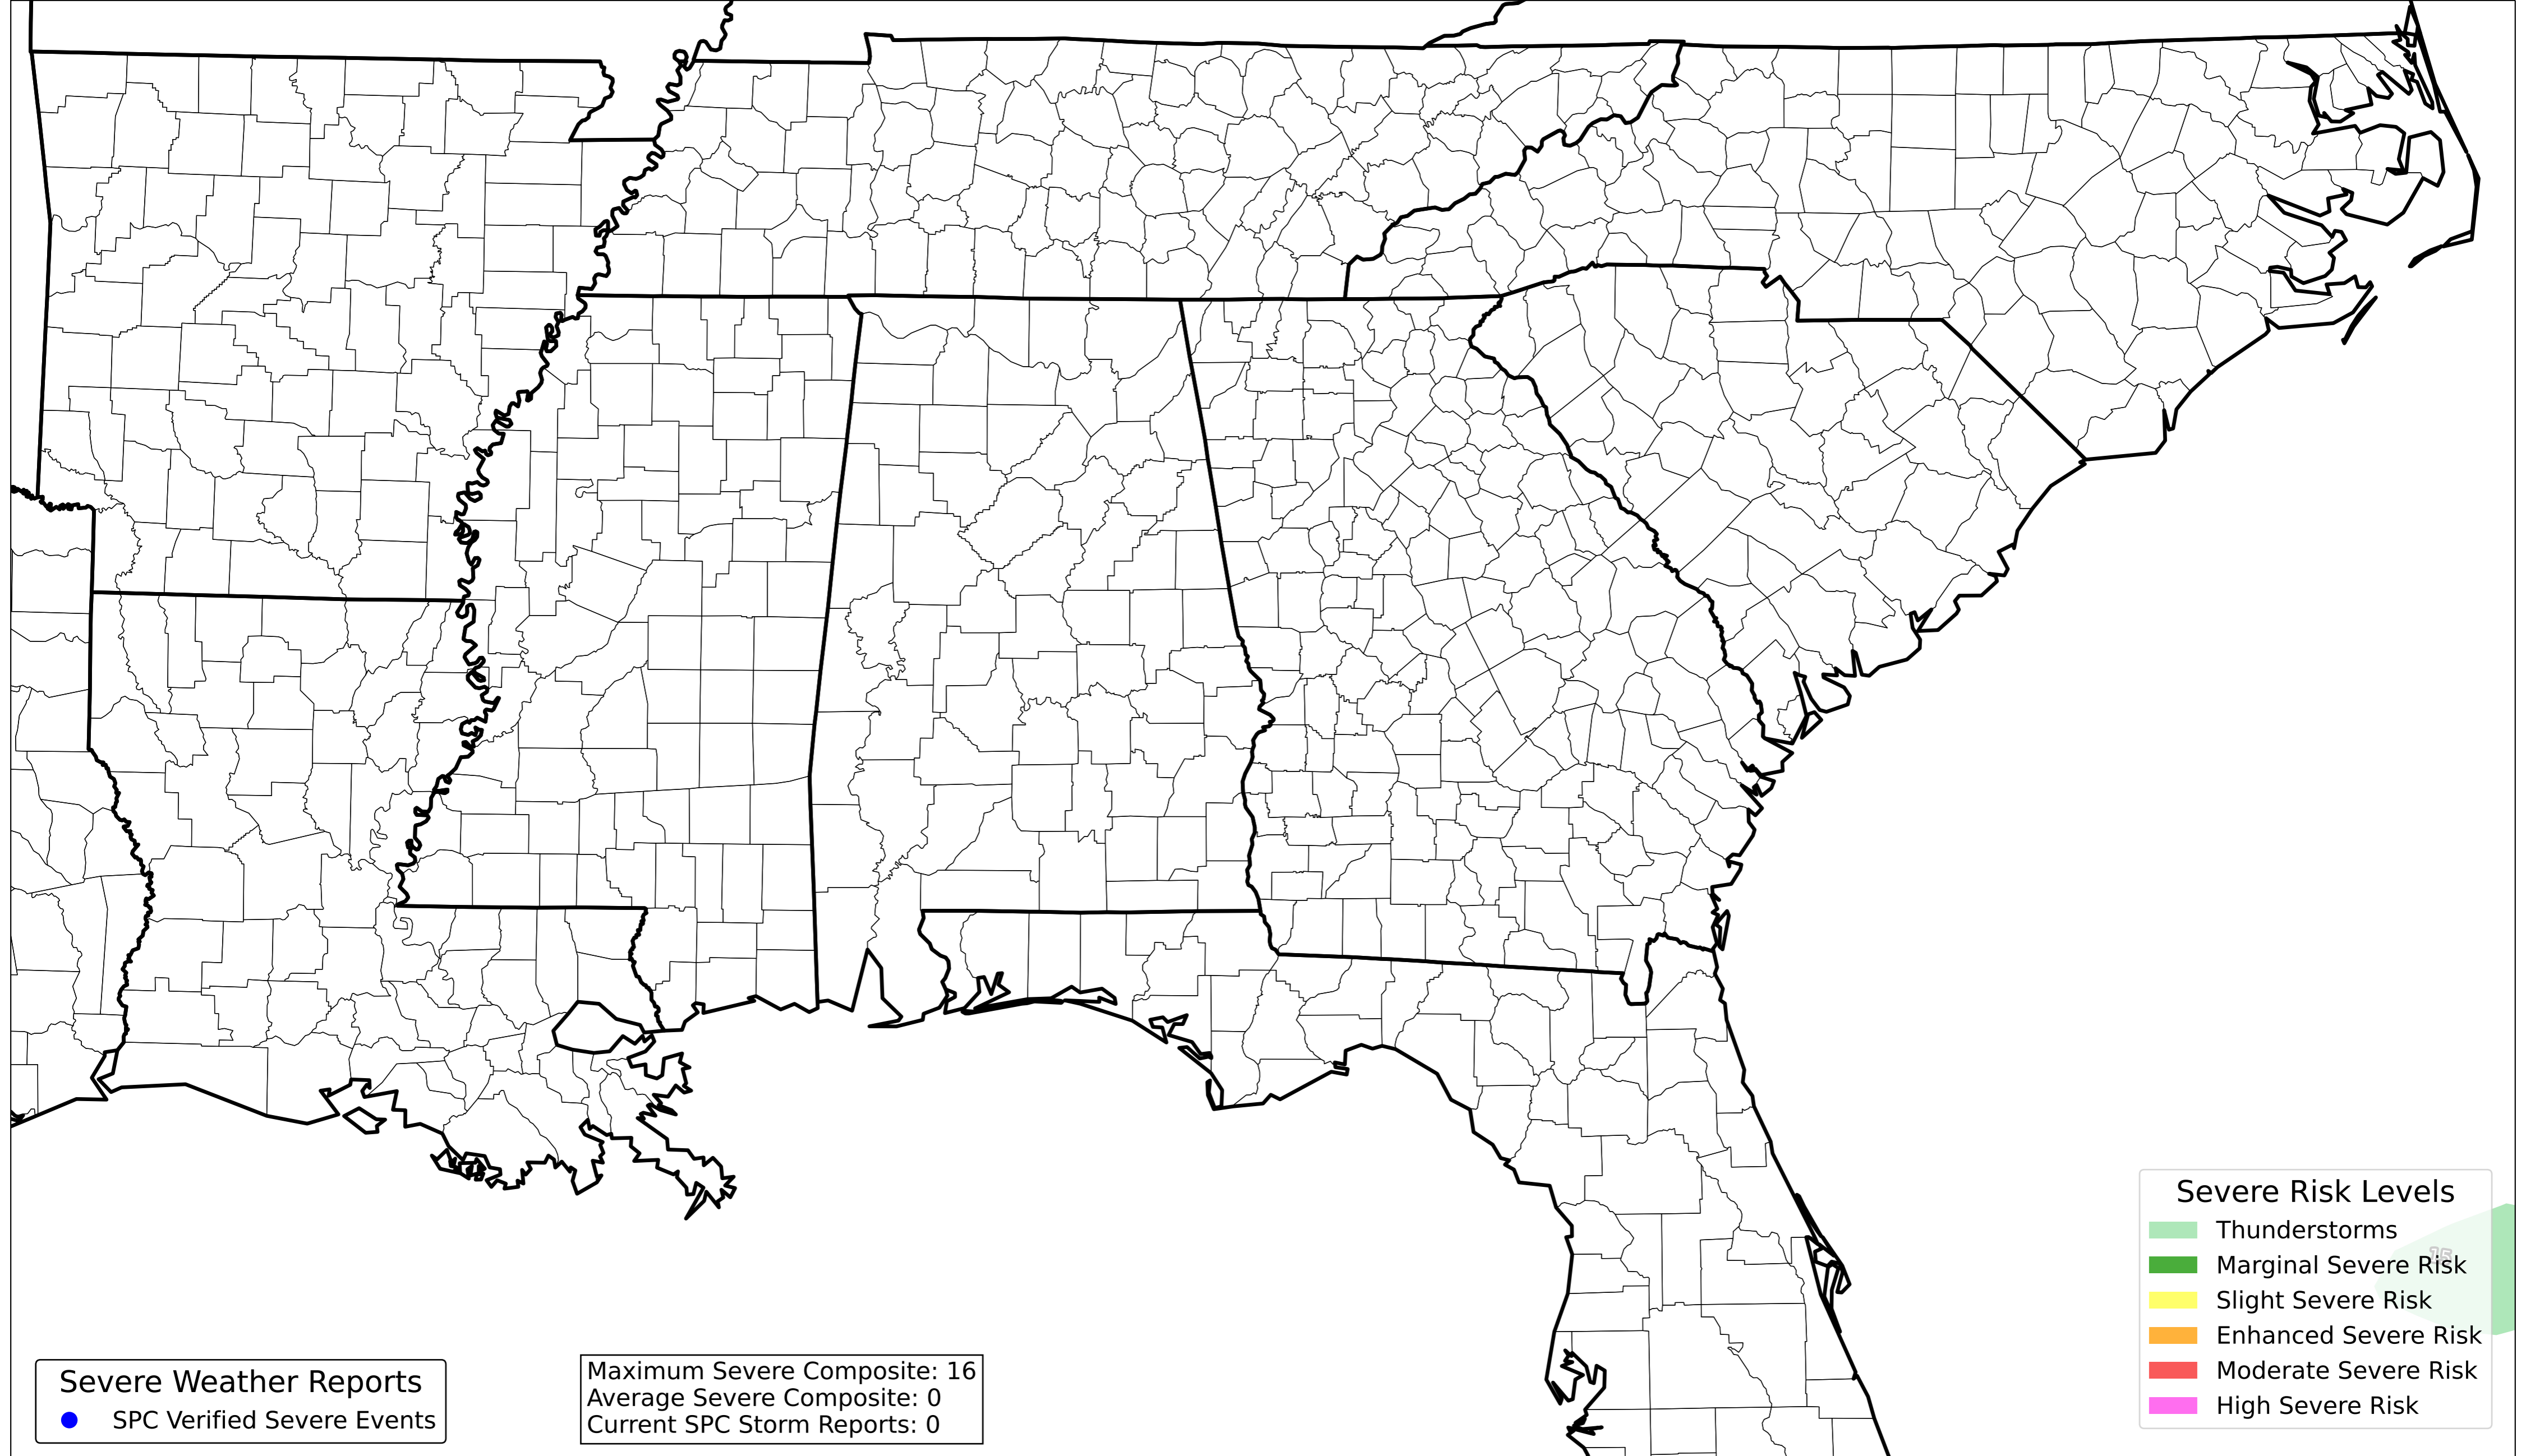 Severe Risk Levels
Thunderstorms
15
Marginal Severe Risk
Slight Severe Risk
Enhanced Severe Risk
Moderate Severe Risk
High Severe Risk
Severe Weather Reports
SPC Verified Severe Events
Maximum Severe Composite: 16
Average Severe Composite: 0
Current SPC Storm Reports: 0